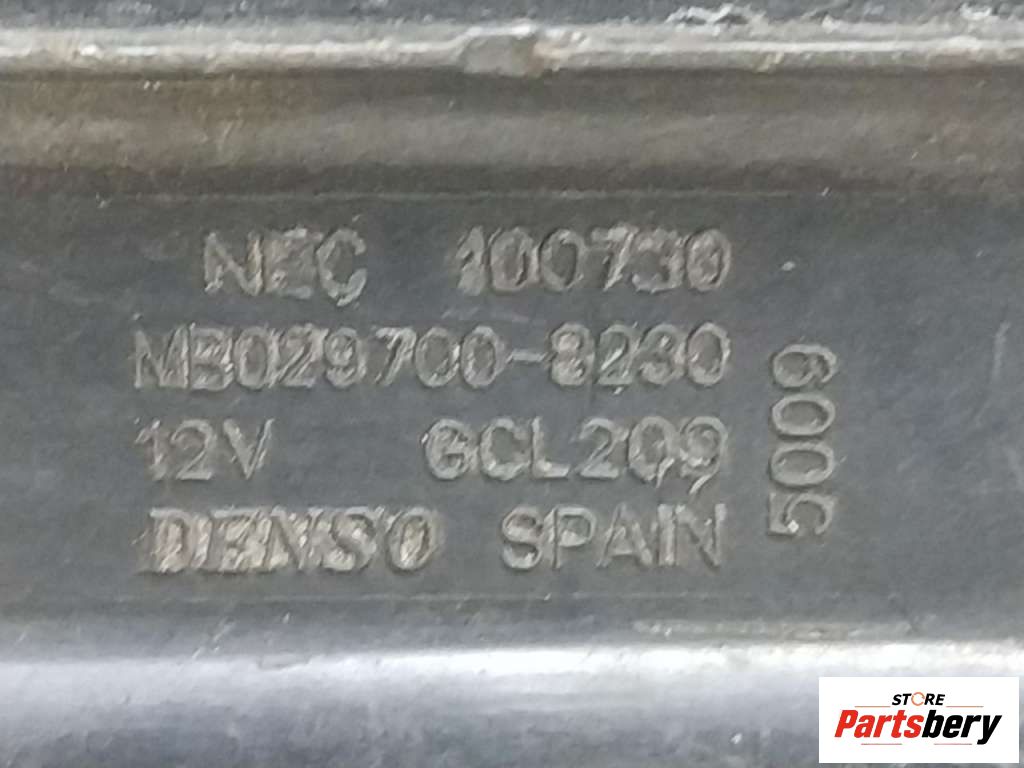 NEC 100730
MB029700-8230
12V GCL209
DENSO SPAIN
5009
STORE
Partsbery